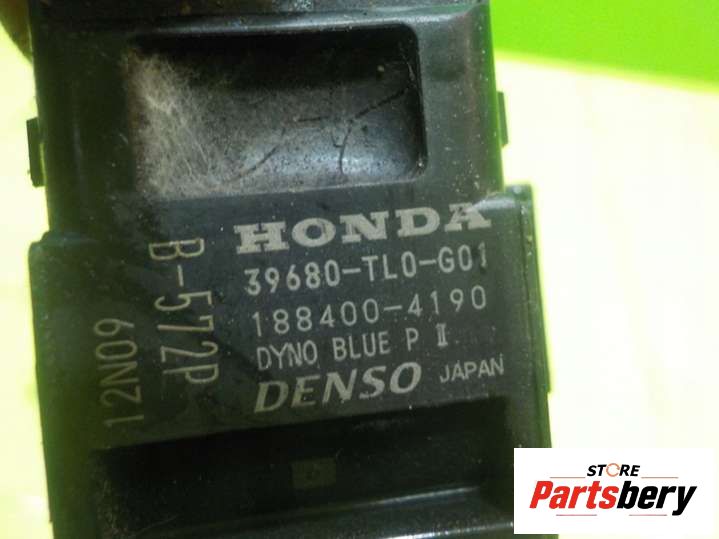 HONDA
39680-TL0-G01
188400-4190
DYNO BLUE P II
DENSO JAPAN
B-572P
12N09
STORE
Partsbery